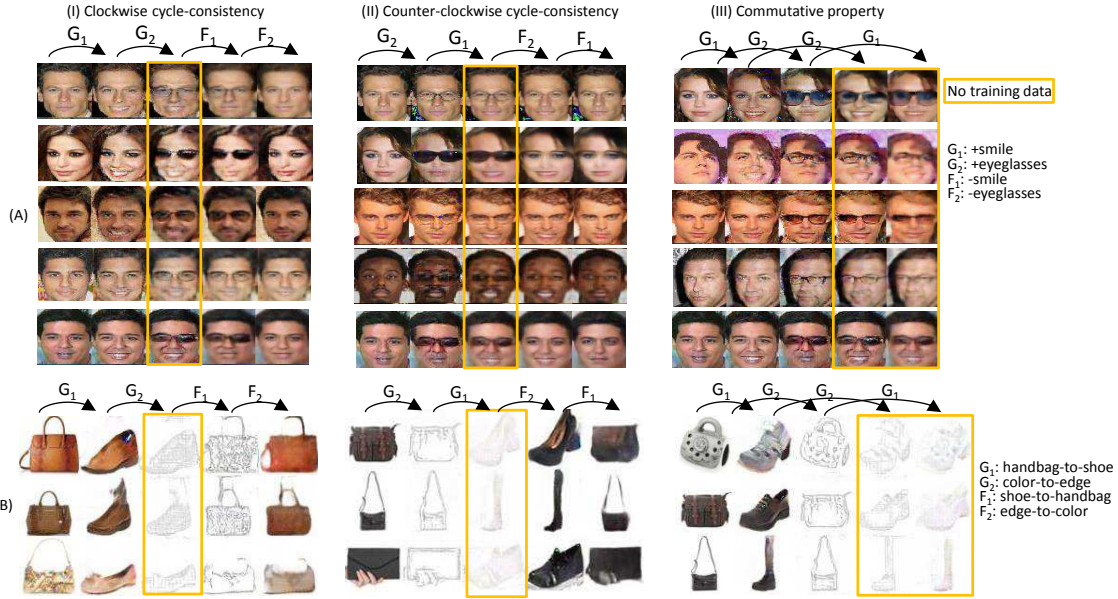 (I) Clockwise cycle-consistency
(II) Counter-clockwise cycle-consistency
(III) Commutative property
G₁ G₂ F₁ F₂
G₂ G₁ F₂ F₁
G₁ G₂ G₂ G₁
No training data
G₁: +smile
G₂: +eyeglasses
F₁: -smile
F₂: -eyeglasses
(A)
G₁ G₂ F₁ F₂
G₂ G₁ F₂ F₁
G₁ G₂ G₂ G₁
G₁: handbag-to-shoe
G₂: color-to-edge
F₁: shoe-to-handbag
F₂: edge-to-color
B)